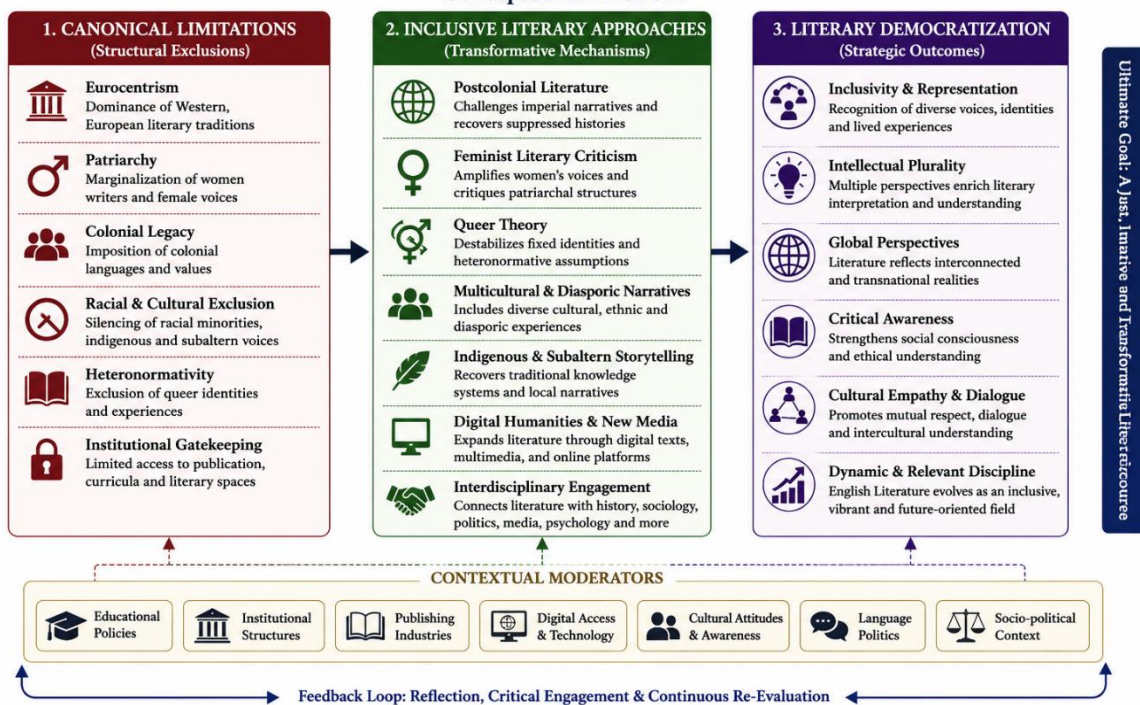 1. CANONICAL LIMITATIONS
(Structural Exclusions)
Eurocentrism
Dominance of Western,
European literary traditions
Patriarchy
Marginalization of women
writers and female voices
Colonial Legacy
Imposition of colonial
languages and values
Racial & Cultural Exclusion
Silencing of racial minorities,
indigenous and subaltern voices
Heteronormativity
Exclusion of queer identities
and experiences
Institutional Gatekeeping
Limited access to publication,
curricula and literary spaces
2. INCLUSIVE LITERARY APPROACHES
(Transformative Mechanisms)
Postcolonial Literature
Challenges imperial narratives and
recovers suppressed histories
Feminist Literary Criticism
Amplifies women's voices and
critiques patriarchal structures
Queer Theory
Destabilizes fixed identities and
heteronormative assumptions
Multicultural & Diasporic Narratives
Includes diverse cultural, ethnic and
diasporic experiences
Indigenous & Subaltern Storytelling
Recovers traditional knowledge
systems and local narratives
Digital Humanities & New Media
Expands literature through digital texts,
multimedia, and online platforms
Interdisciplinary Engagement
Connects literature with history, sociology,
politics, media, psychology and more
3. LITERARY DEMOCRATIZATION
(Strategic Outcomes)
Inclusivity & Representation
Recognition of diverse voices, identities
and lived experiences
Intellectual Plurality
Multiple perspectives enrich literary
interpretation and understanding
Global Perspectives
Literature reflects interconnected
and transnational realities
Critical Awareness
Strengthens social consciousness
and ethical understanding
Cultural Empathy & Dialogue
Promotes mutual respect, dialogue
and intercultural understanding
Dynamic & Relevant Discipline
English Literature evolves as an inclusive,
vibrant and future-oriented field
Ultimatte Goal: A Just, Imative and
CONTEXTUAL MODERATORS
Educational
Policies
Institutional
Structures
Publishing
Industries
Digital Access
& Technology
Cultural Attitudes
& Awareness
Language
Politics
Socio-political
Context
Feedback Loop: Reflection, Critical Engagement & Continuous Re-Evaluation